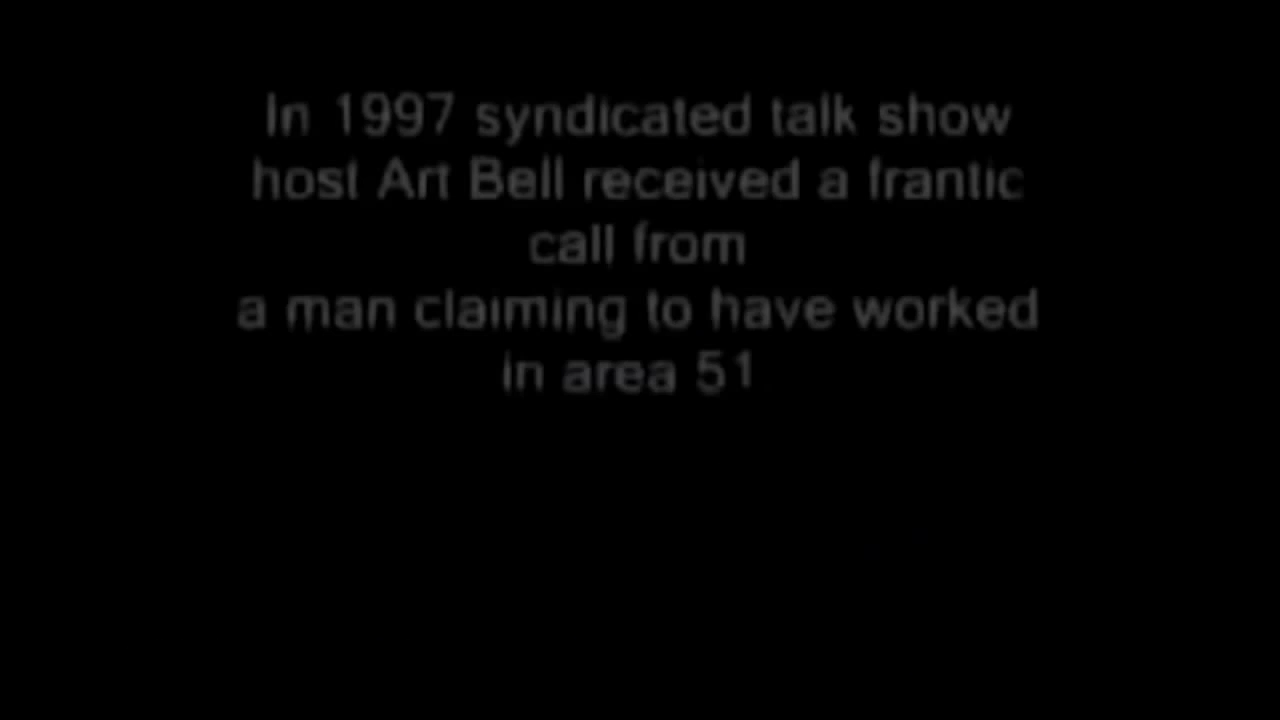 In 1997 syndicated talk show
host Art Bell received a frantic
call from
a man claiming to have worked
in area 51